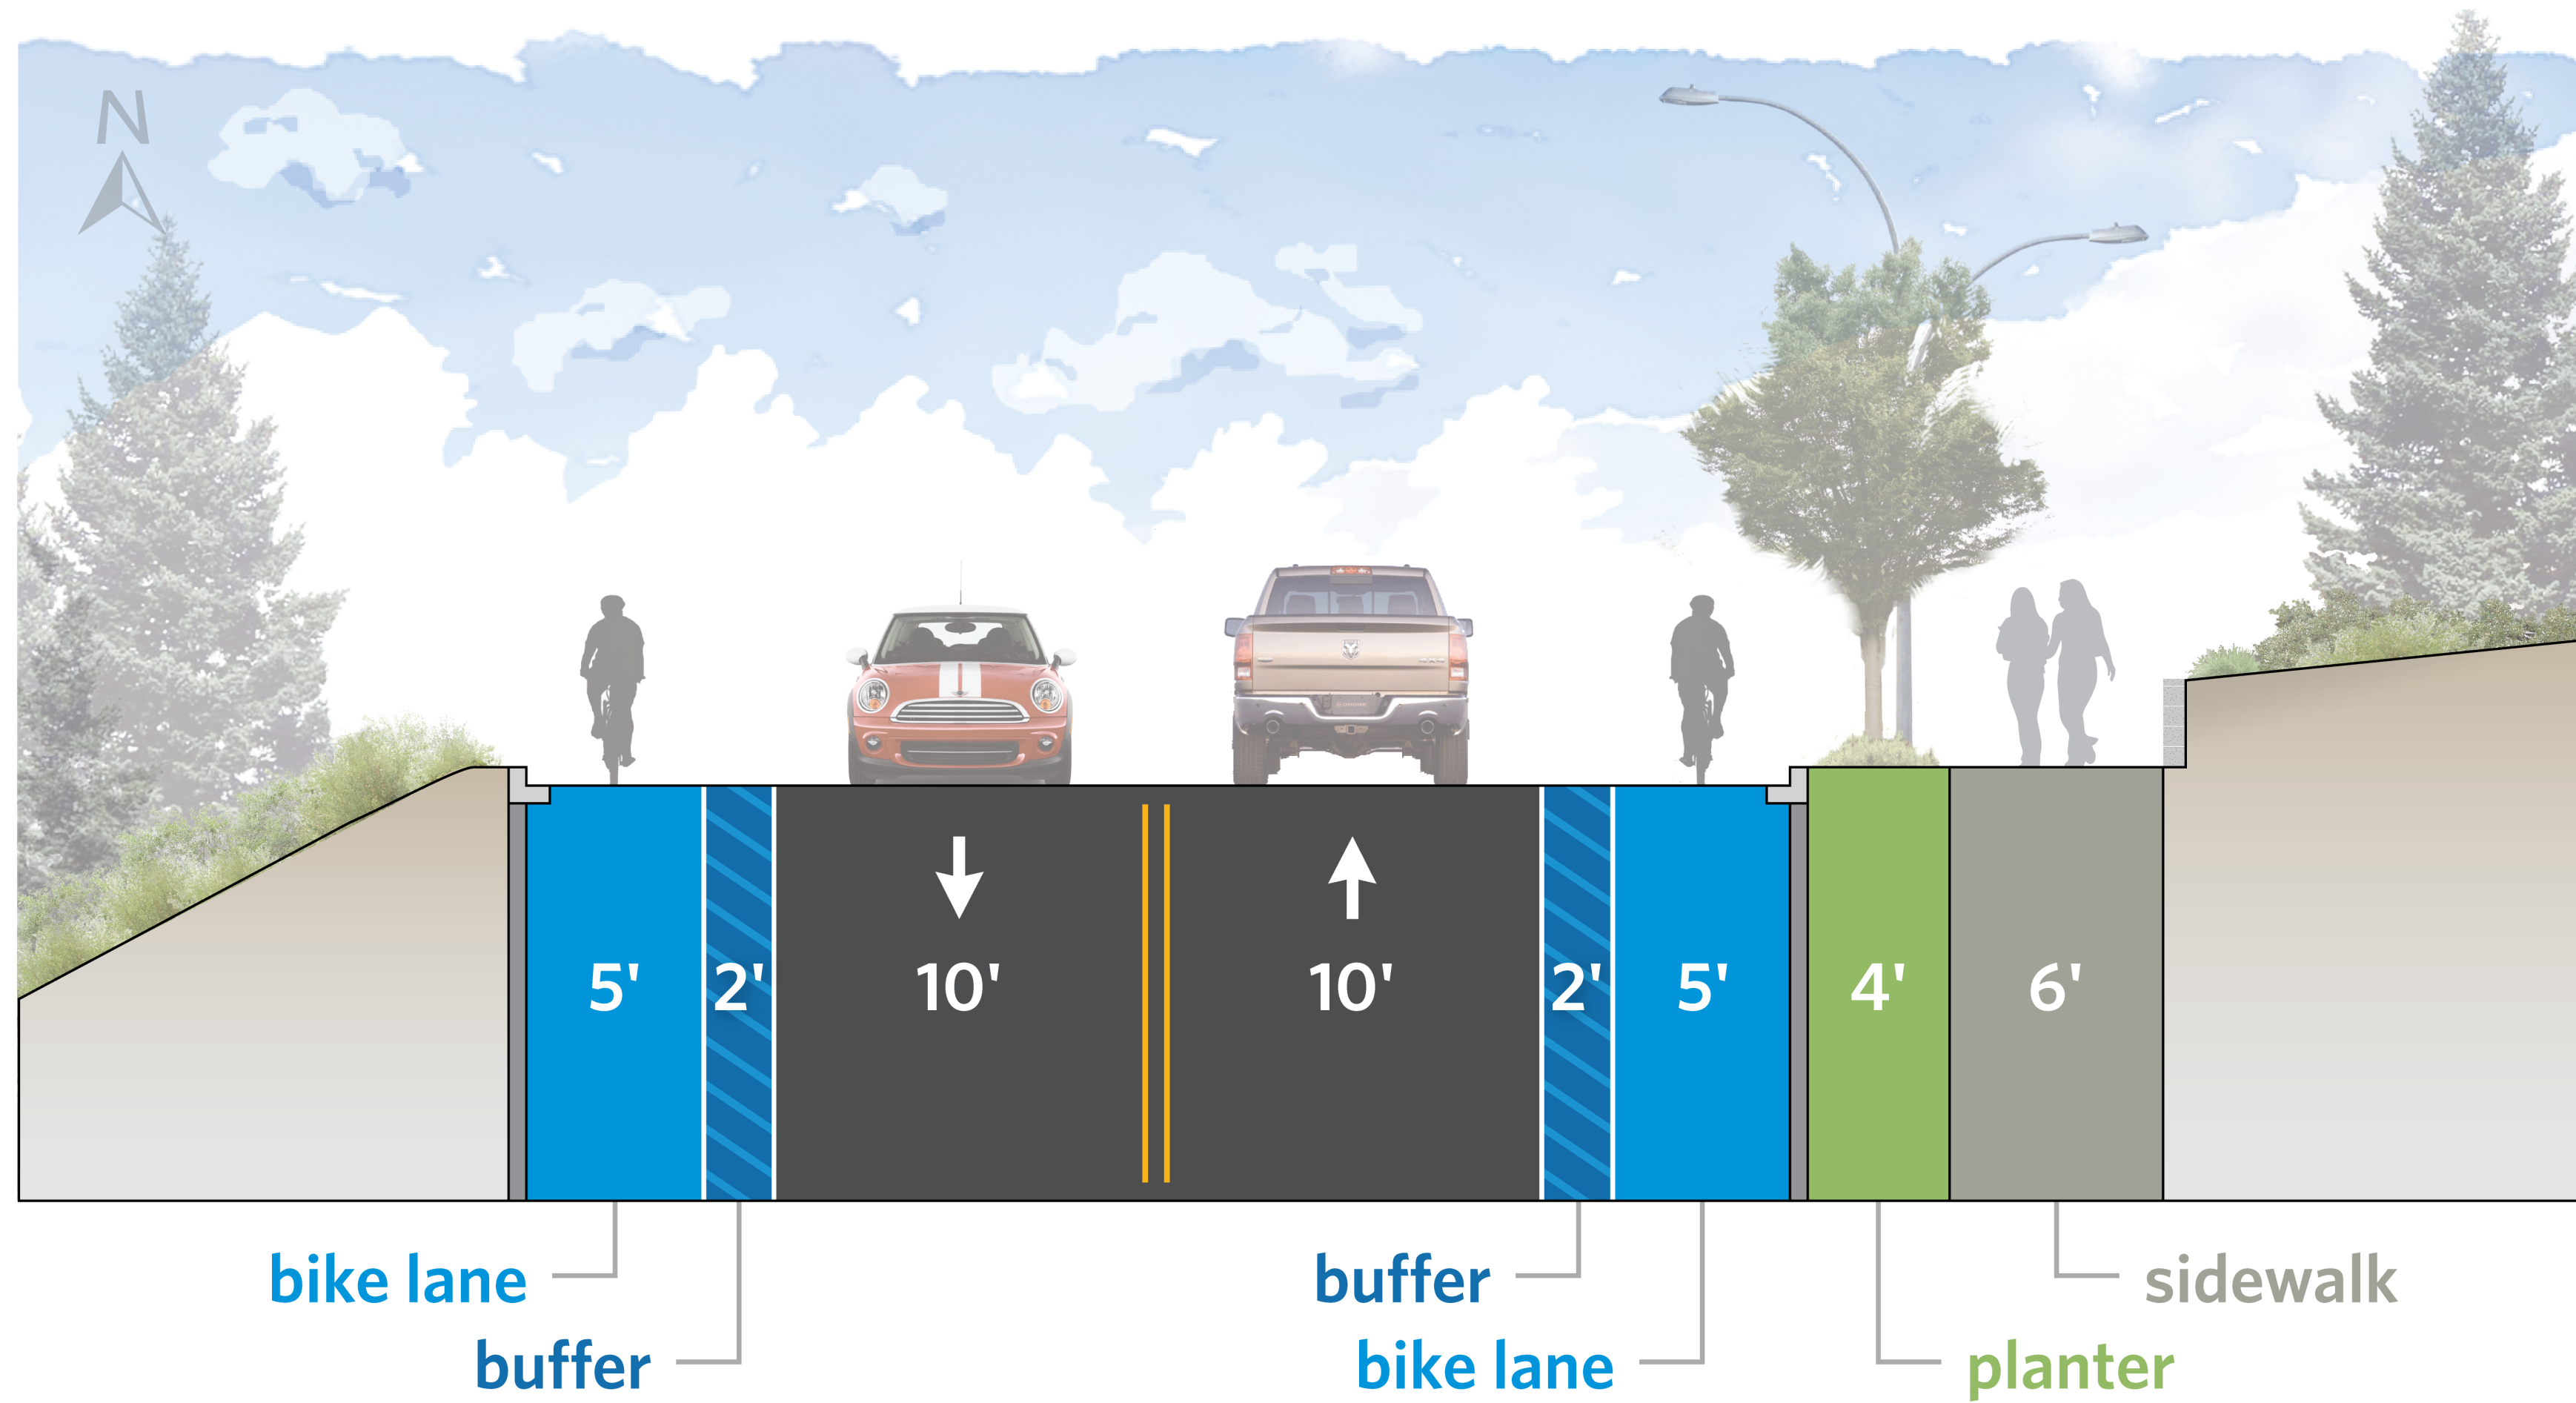 N
5'
2'
10'
10'
2'
5'
4'
6'
bike lane
buffer
buffer
bike lane
sidewalk
planter